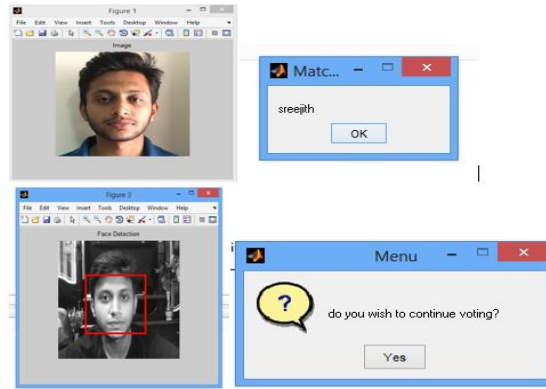 Figure 1
File Edit View Insert Tools Desktop Window Help
Image
Matc...
sreejith
OK
Figure 3
File Edit View Insert Tools Desktop Window Help
Face Detection
Menu
do you wish to continue voting?
Yes